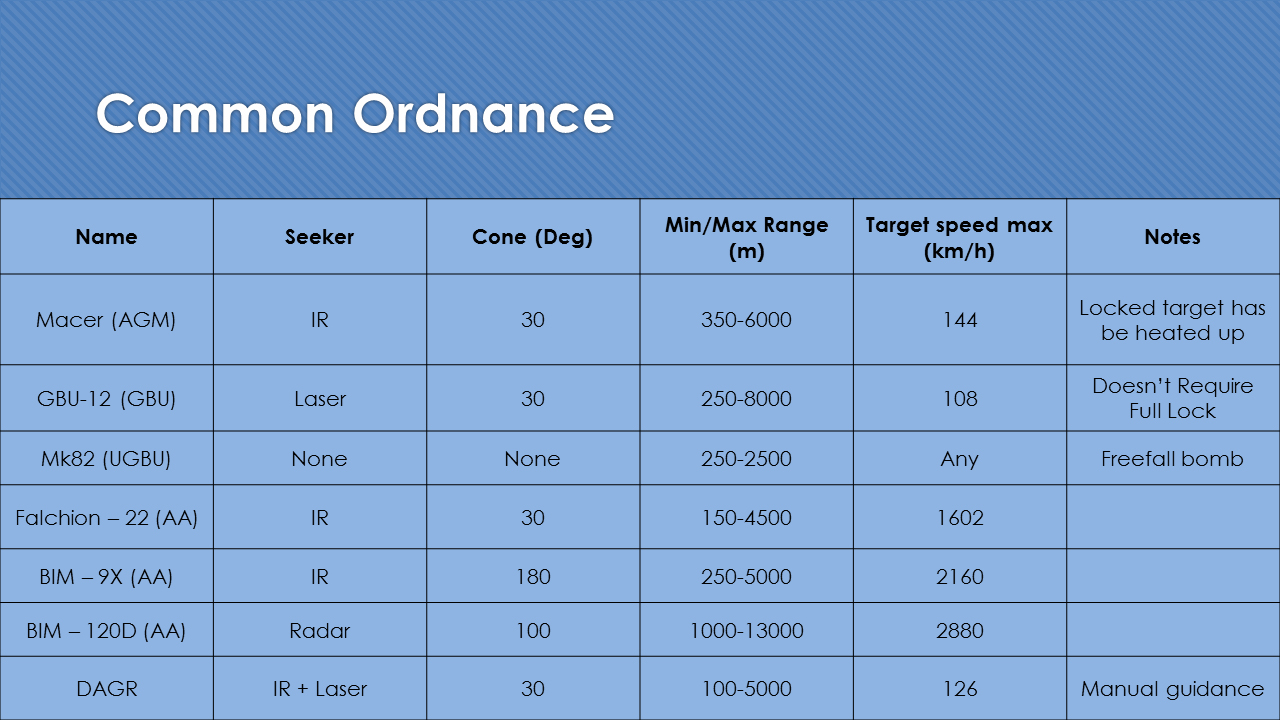 Common Ordnance
Name Seeker Cone (Deg) Min/Max Range (m) Target speed max (km/h) Notes
Macer (AGM) IR 30 350-6000 144 Locked target has be heated up
GBU-12 (GBU) Laser 30 250-8000 108 Doesn’t Require Full Lock
Mk82 (UGBU) None None 250-2500 Any Freefall bomb
Falchion – 22 (AA) IR 30 150-4500 1602
BIM – 9X (AA) IR 180 250-5000 2160
BIM – 120D (AA) Radar 100 1000-13000 2880
DAGR IR + Laser 30 100-5000 126 Manual guidance